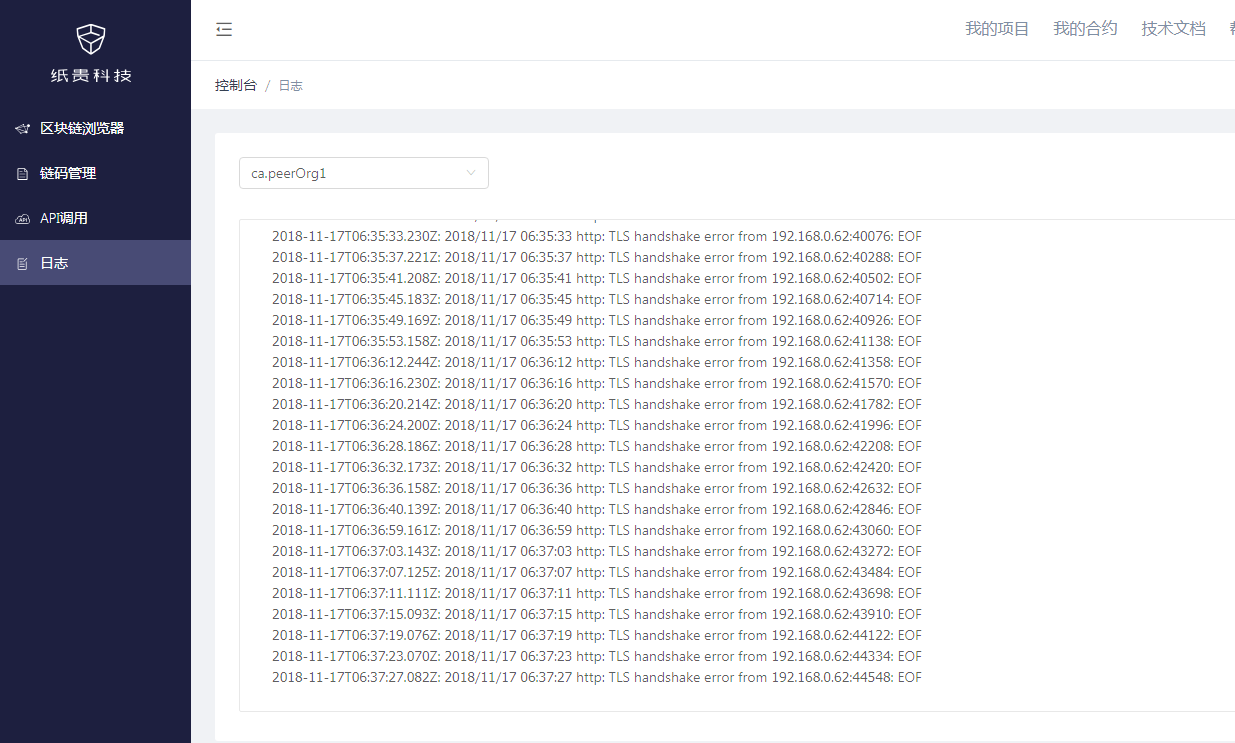 纸贵科技
区块链浏览器
链码管理
API调用
日志
我的项目 我的合约 技术文档
控制台 / 日志
ca.peerOrg1
2018-11-17T06:35:33.230Z: 2018/11/17 06:35:33 http: TLS handshake error from 192.168.0.62:40076: EOF
2018-11-17T06:35:37.221Z: 2018/11/17 06:35:37 http: TLS handshake error from 192.168.0.62:40288: EOF
2018-11-17T06:35:41.208Z: 2018/11/17 06:35:41 http: TLS handshake error from 192.168.0.62:40502: EOF
2018-11-17T06:35:45.183Z: 2018/11/17 06:35:45 http: TLS handshake error from 192.168.0.62:40714: EOF
2018-11-17T06:35:49.169Z: 2018/11/17 06:35:49 http: TLS handshake error from 192.168.0.62:40926: EOF
2018-11-17T06:35:53.158Z: 2018/11/17 06:35:53 http: TLS handshake error from 192.168.0.62:41138: EOF
2018-11-17T06:36:12.244Z: 2018/11/17 06:36:12 http: TLS handshake error from 192.168.0.62:41358: EOF
2018-11-17T06:36:16.230Z: 2018/11/17 06:36:16 http: TLS handshake error from 192.168.0.62:41570: EOF
2018-11-17T06:36:20.214Z: 2018/11/17 06:36:20 http: TLS handshake error from 192.168.0.62:41782: EOF
2018-11-17T06:36:24.200Z: 2018/11/17 06:36:24 http: TLS handshake error from 192.168.0.62:41996: EOF
2018-11-17T06:36:28.186Z: 2018/11/17 06:36:28 http: TLS handshake error from 192.168.0.62:42208: EOF
2018-11-17T06:36:32.173Z: 2018/11/17 06:36:32 http: TLS handshake error from 192.168.0.62:42420: EOF
2018-11-17T06:36:36.158Z: 2018/11/17 06:36:36 http: TLS handshake error from 192.168.0.62:42632: EOF
2018-11-17T06:36:40.139Z: 2018/11/17 06:36:40 http: TLS handshake error from 192.168.0.62:42846: EOF
2018-11-17T06:36:59.161Z: 2018/11/17 06:36:59 http: TLS handshake error from 192.168.0.62:43060: EOF
2018-11-17T06:37:03.143Z: 2018/11/17 06:37:03 http: TLS handshake error from 192.168.0.62:43272: EOF
2018-11-17T06:37:07.125Z: 2018/11/17 06:37:07 http: TLS handshake error from 192.168.0.62:43484: EOF
2018-11-17T06:37:11.111Z: 2018/11/17 06:37:11 http: TLS handshake error from 192.168.0.62:43698: EOF
2018-11-17T06:37:15.093Z: 2018/11/17 06:37:15 http: TLS handshake error from 192.168.0.62:43910: EOF
2018-11-17T06:37:19.076Z: 2018/11/17 06:37:19 http: TLS handshake error from 192.168.0.62:44122: EOF
2018-11-17T06:37:23.070Z: 2018/11/17 06:37:23 http: TLS handshake error from 192.168.0.62:44334: EOF
2018-11-17T06:37:27.082Z: 2018/11/17 06:37:27 http: TLS handshake error from 192.168.0.62:44548: EOF